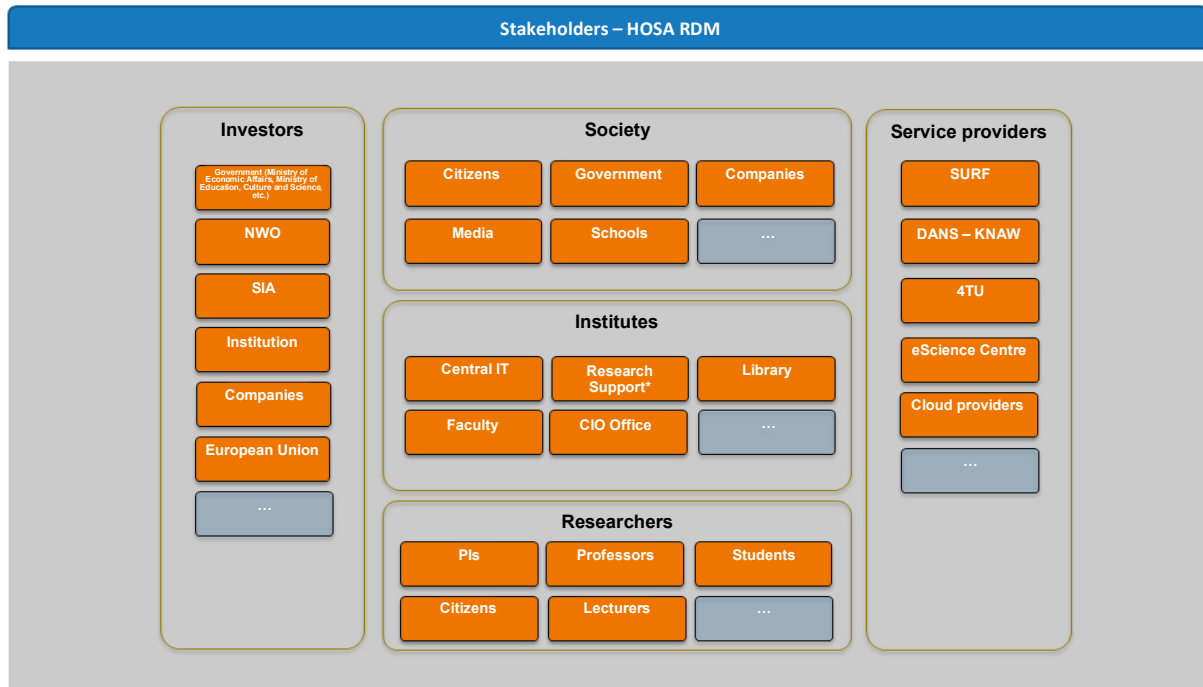 Stakeholders – HOSA RDM
Investors
Government (Ministry of
Economic Affairs, Ministry of
Education, Culture and Science,
etc.)
NWO
SIA
Institution
Companies
European Union
...
Society
Citizens
Government
Companies
Media
Schools
...
Institutes
Central IT
Research
Support*
Library
Faculty
CIO Office
...
Researchers
PIs
Professors
Students
Citizens
Lecturers
...
Service providers
SURF
DANS – KNAW
4TU
eScience Centre
Cloud providers
...